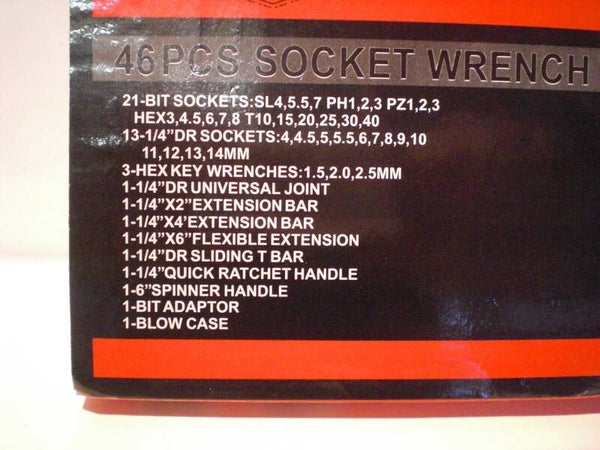 46PCS SOCKET WRENCH
21-BIT SOCKETS:SL4,5.5,7 PH1,2,3 PZ1,2,3
HEX3,4.5,6,7,8 T10,15,20,25,30,40
13-1/4"DR SOCKETS:4,4.5,5,5.5,6,7,8,9,10
11,12,13,14MM
3-HEX KEY WRENCHES:1.5,2.0,2.5MM
1-1/4"DR UNIVERSAL JOINT
1-1/4"X2"EXTENSION BAR
1-1/4"X4'EXTENSION BAR
1-1/4"X6"FLEXIBLE EXTENSION
1-1/4"DR SLIDING T BAR
1-1/4"QUICK RATCHET HANDLE
1-6"SPINNER HANDLE
1-BIT ADAPTOR
1-BLOW CASE